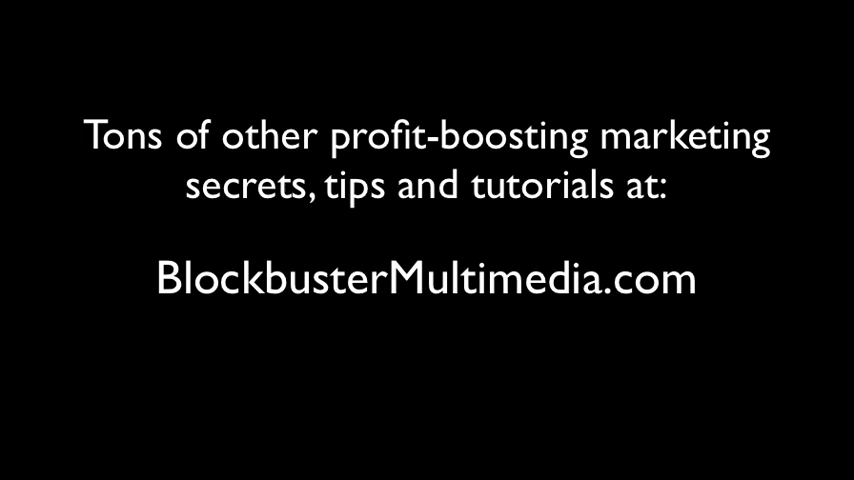 Tons of other profit-boosting marketing
secrets, tips and tutorials at:
BlockbusterMultimedia.com